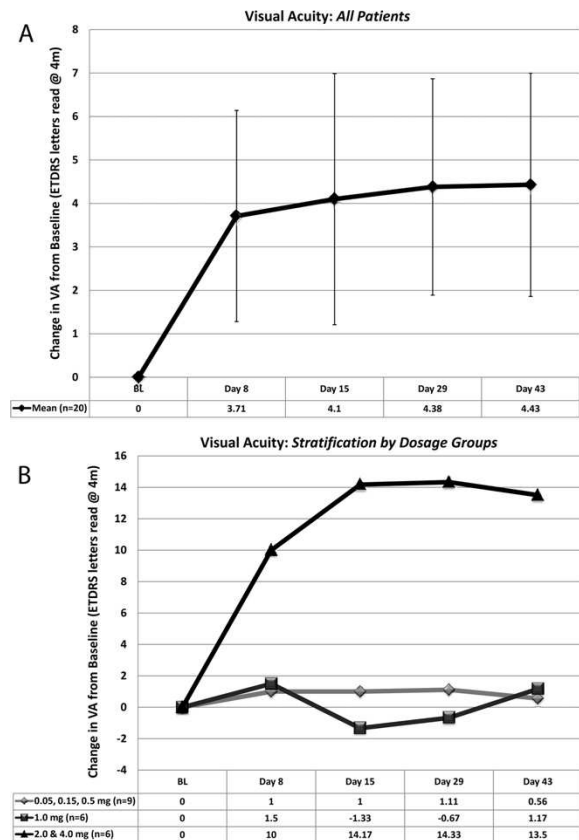 A
Visual Acuity: All Patients
Change in VA from Baseline (ETDRS letters read @ 4m)
8
7
6
5
4
3
2
1
0
BL Day 8 Day 15 Day 29 Day 43
Mean (n=20) 0 3.71 4.1 4.38 4.43
B
Visual Acuity: Stratification by Dosage Groups
Change in VA from Baseline (ETDRS letters read @ 4m)
16
14
12
10
8
6
4
2
0
-2
-4
BL Day 8 Day 15 Day 29 Day 43
0.05, 0.15, 0.5 mg (n=9) 0 1 1 1.11 0.56
1.0 mg (n=6) 0 1.5 -1.33 -0.67 1.17
2.0 & 4.0 mg (n=6) 0 10 14.17 14.33 13.5